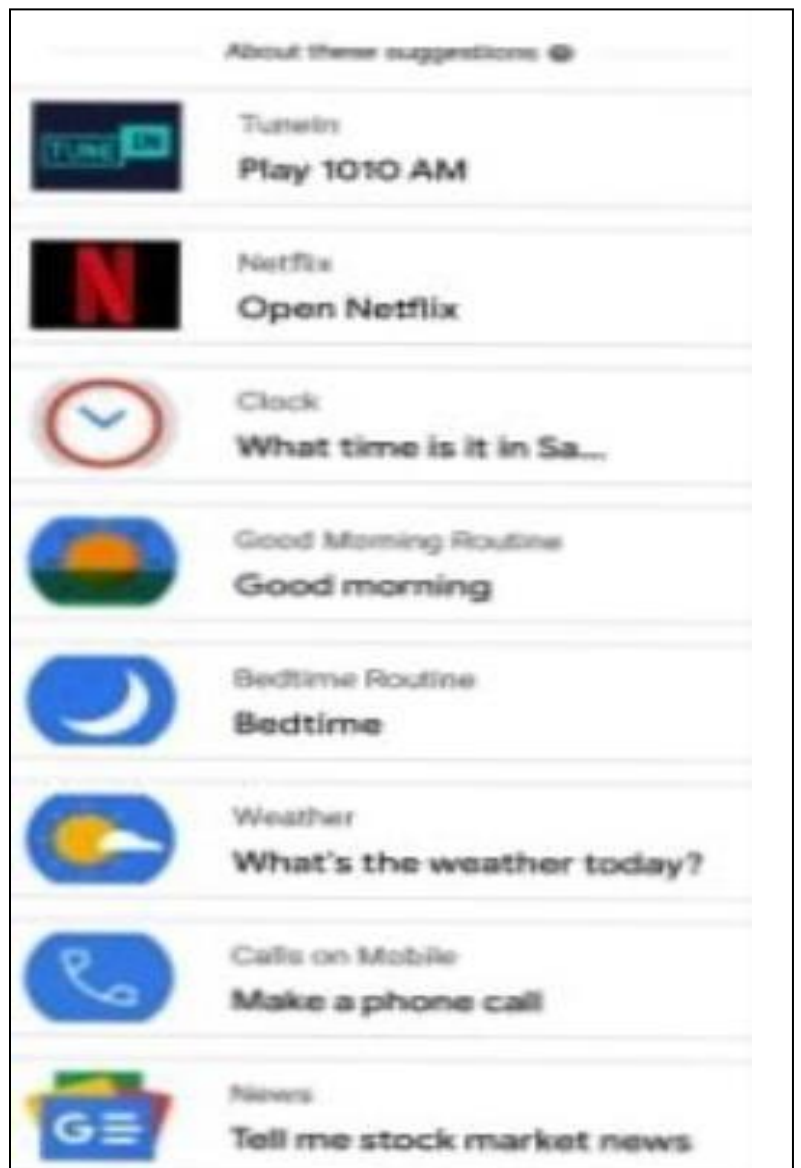 About these suggestions
TUNE IN
TuneIn
Play 1010 AM
N
Netflix
Open Netflix
Clock
What time is it in Sa...
Good Morning Routine
Good morning
Bedtime Routine
Bedtime
Weather
What's the weather today?
Calls on Mobile
Make a phone call
G
News
Tell me stock market news